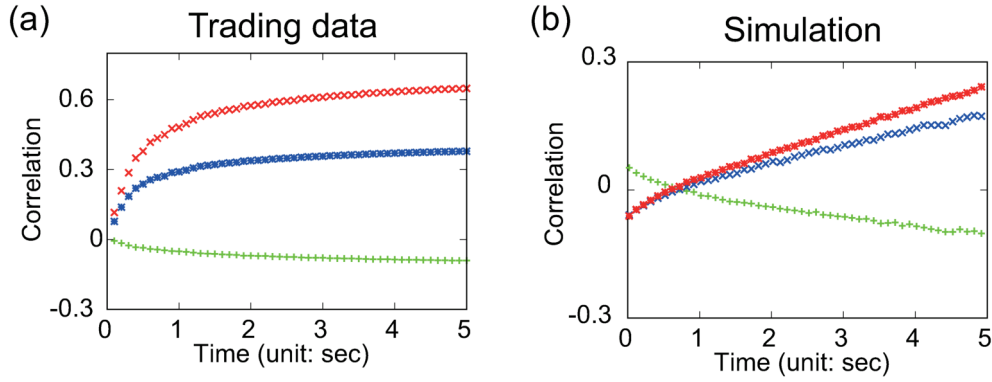 (a)
Trading data
Correlation
0.6
0.3
0
-0.3
0 1 2 3 4 5
Time (unit: sec)
(b)
Simulation
Correlation
0.3
0
-0.3
0 1 2 3 4 5
Time (unit: sec)